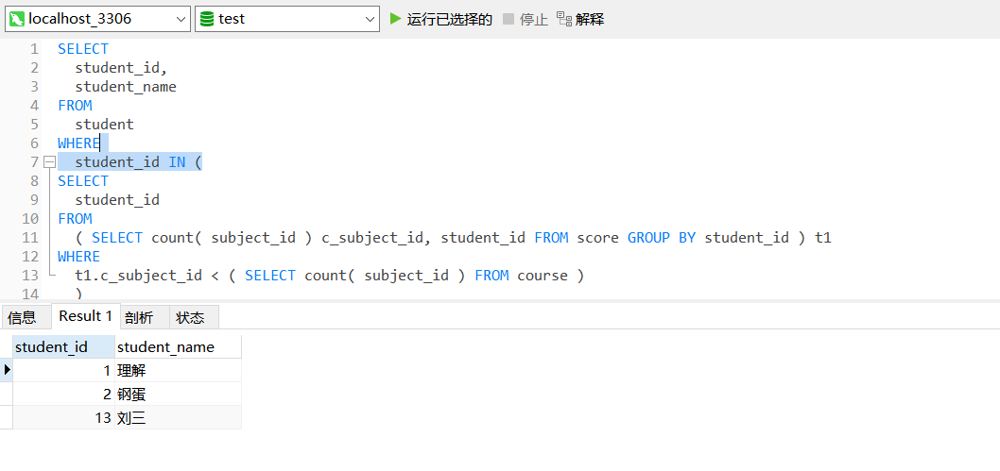 localhost_3306 test 运行已选择的 停止 解释
1 SELECT
2 student_id,
3 student_name
4 FROM
5 student
6 WHERE
7 student_id IN (
8 SELECT
9 student_id
10 FROM
11 ( SELECT count( subject_id ) c_subject_id, student_id FROM score GROUP BY student_id ) t1
12 WHERE
13 t1.c_subject_id < ( SELECT count( subject_id ) FROM course )
14 )
信息 Result 1 剖析 状态
student_id student_name
1 理解
2 钢蛋
13 刘三